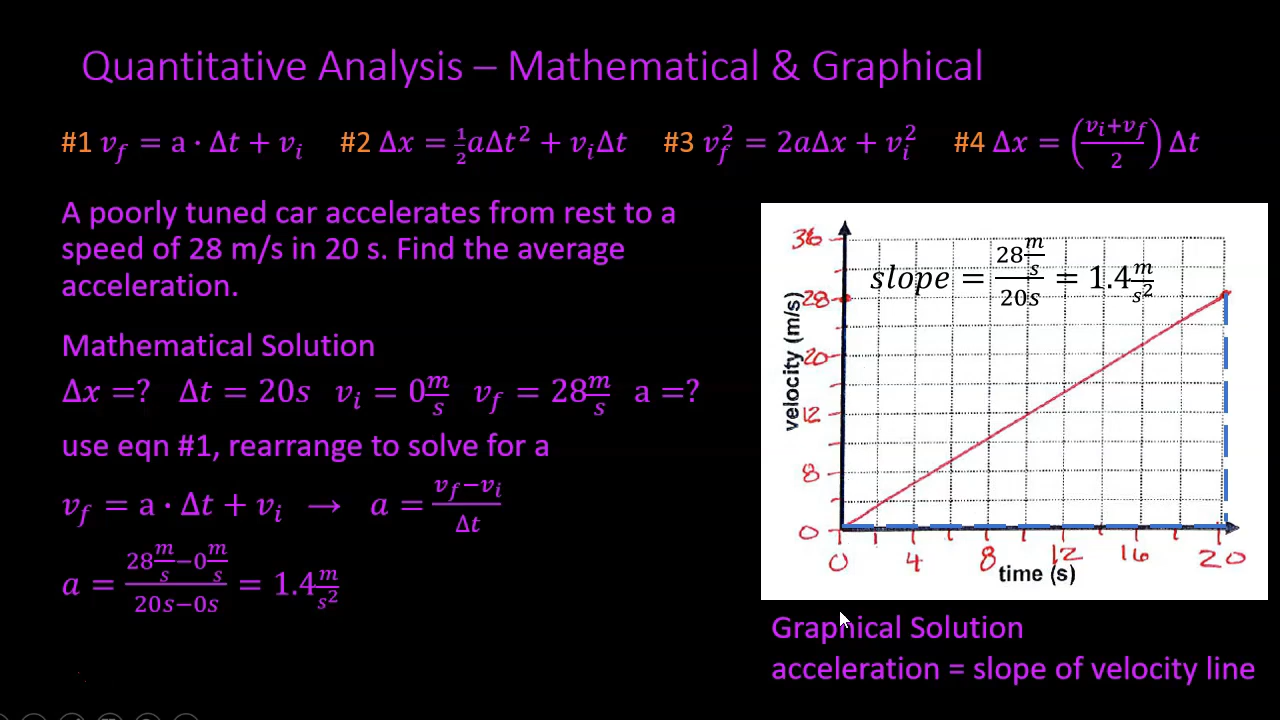 Quantitative Analysis – Mathematical & Graphical
#1 v_f = a · Δt + v_i #2 Δx = ½aΔt² + v_iΔt #3 v_f² = 2aΔx + v_i² #4 Δx = ((v_i+v_f)/2) Δt
A poorly tuned car accelerates from rest to a
speed of 28 m/s in 20 s. Find the average
acceleration.
Mathematical Solution
Δx =? Δt = 20s v_i = 0 m/s v_f = 28 m/s a =?
use eqn #1, rearrange to solve for a
v_f = a · Δt + v_i → a = (v_f−v_i)/Δt
a = (28 m/s −0 m/s)/(20s−0s) = 1.4 m/s²
slope = (28 m/s)/(20s) = 1.4 m/s²
velocity (m/s)
36
28
20
12
8
0
0 4 8 12 16 20
time (s)
Graphical Solution
acceleration = slope of velocity line